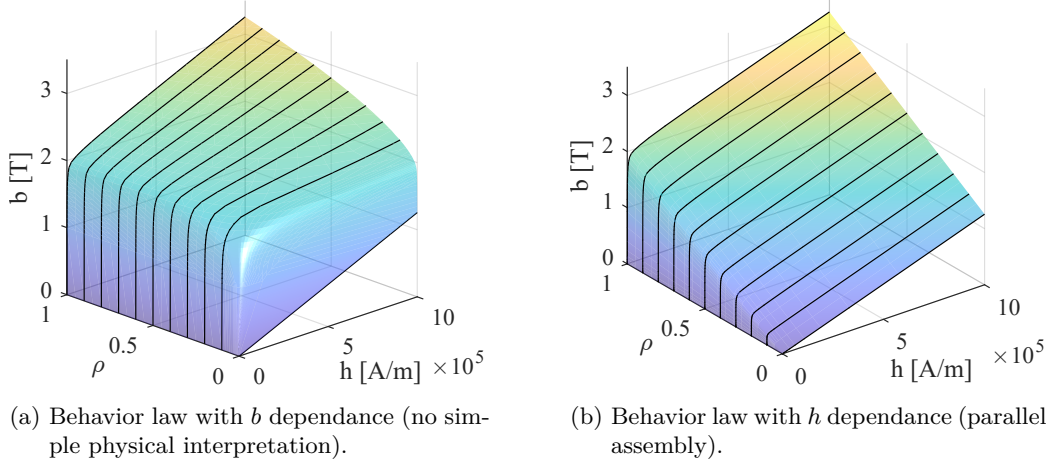 3
2
1
0
b [T]
1
0.5
0
ρ
0
5
10
h [A/m]
×10^5
3
2
1
0
b [T]
1
0.5
0
ρ
0
5
10
h [A/m]
×10^5
(a) Behavior law with b dependance (no sim-
ple physical interpretation).
(b) Behavior law with h dependance (parallel
assembly).